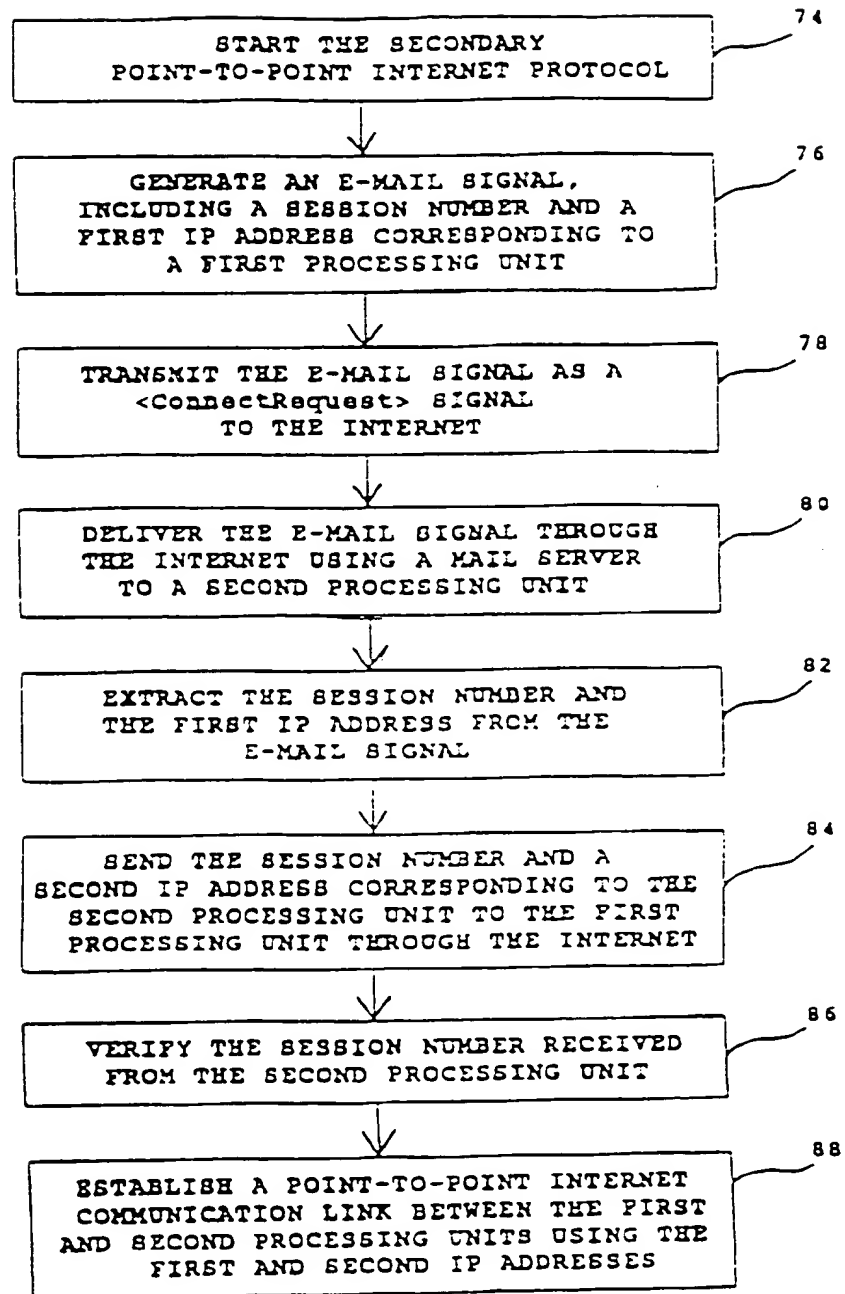 74
START THE SECONDARY
POINT-TO-POINT INTERNET PROTOCOL
76
GENERATE AN E-MAIL SIGNAL,
INCLUDING A SESSION NUMBER AND A
FIRST IP ADDRESS CORRESPONDING TO
A FIRST PROCESSING UNIT
78
TRANSMIT THE E-MAIL SIGNAL AS A
<ConnectRequest> SIGNAL
TO THE INTERNET
80
DELIVER THE E-MAIL SIGNAL THROUGH
THE INTERNET USING A MAIL SERVER
TO A SECOND PROCESSING UNIT
82
EXTRACT THE SESSION NUMBER AND
THE FIRST IP ADDRESS FROM THE
E-MAIL SIGNAL
84
SEND THE SESSION NUMBER AND A
SECOND IP ADDRESS CORRESPONDING TO THE
SECOND PROCESSING UNIT TO THE FIRST
PROCESSING UNIT THROUGH THE INTERNET
86
VERIFY THE SESSION NUMBER RECEIVED
FROM THE SECOND PROCESSING UNIT
88
ESTABLISH A POINT-TO-POINT INTERNET
COMMUNICATION LINK BETWEEN THE FIRST
AND SECOND PROCESSING UNITS USING THE
FIRST AND SECOND IP ADDRESSES